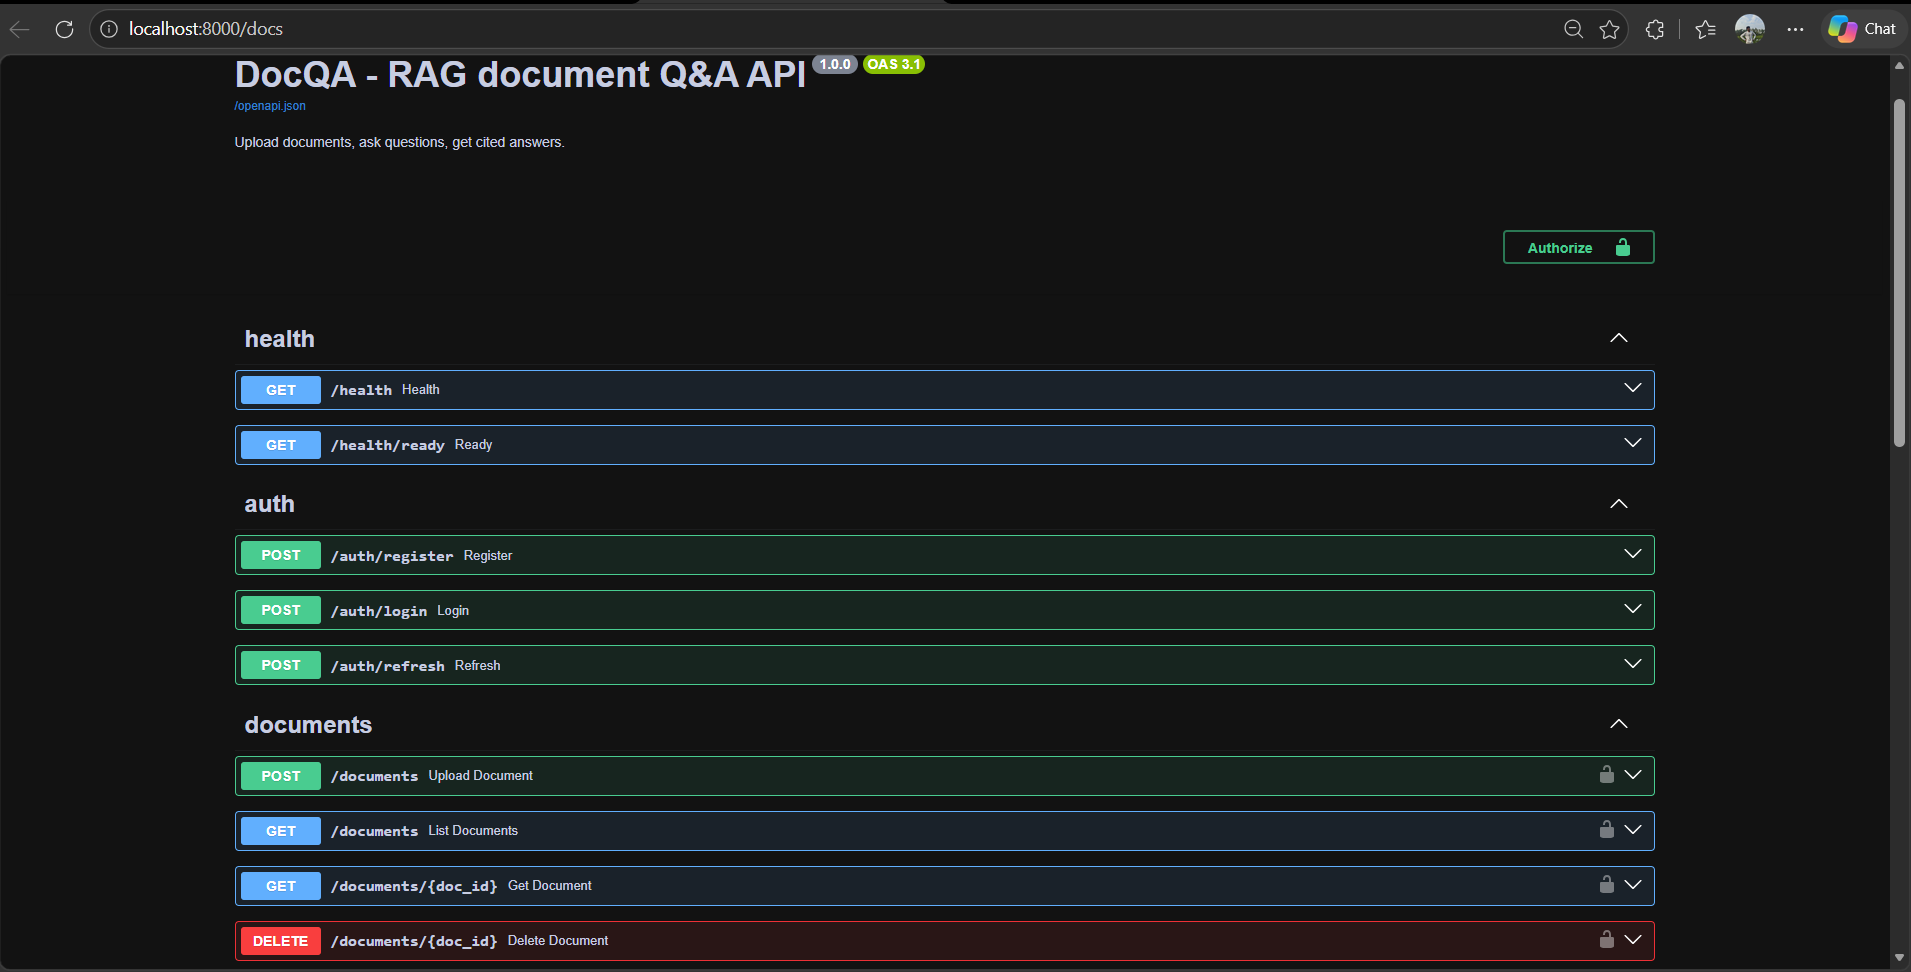 localhost:8000/docs
Chat
DocQA - RAG document Q&A API 1.0.0 OAS 3.1
/openapi.json
Upload documents, ask questions, get cited answers.
Authorize
health
GET /health Health
GET /health/ready Ready
auth
POST /auth/register Register
POST /auth/login Login
POST /auth/refresh Refresh
documents
POST /documents Upload Document
GET /documents List Documents
GET /documents/{doc_id} Get Document
DELETE /documents/{doc_id} Delete Document